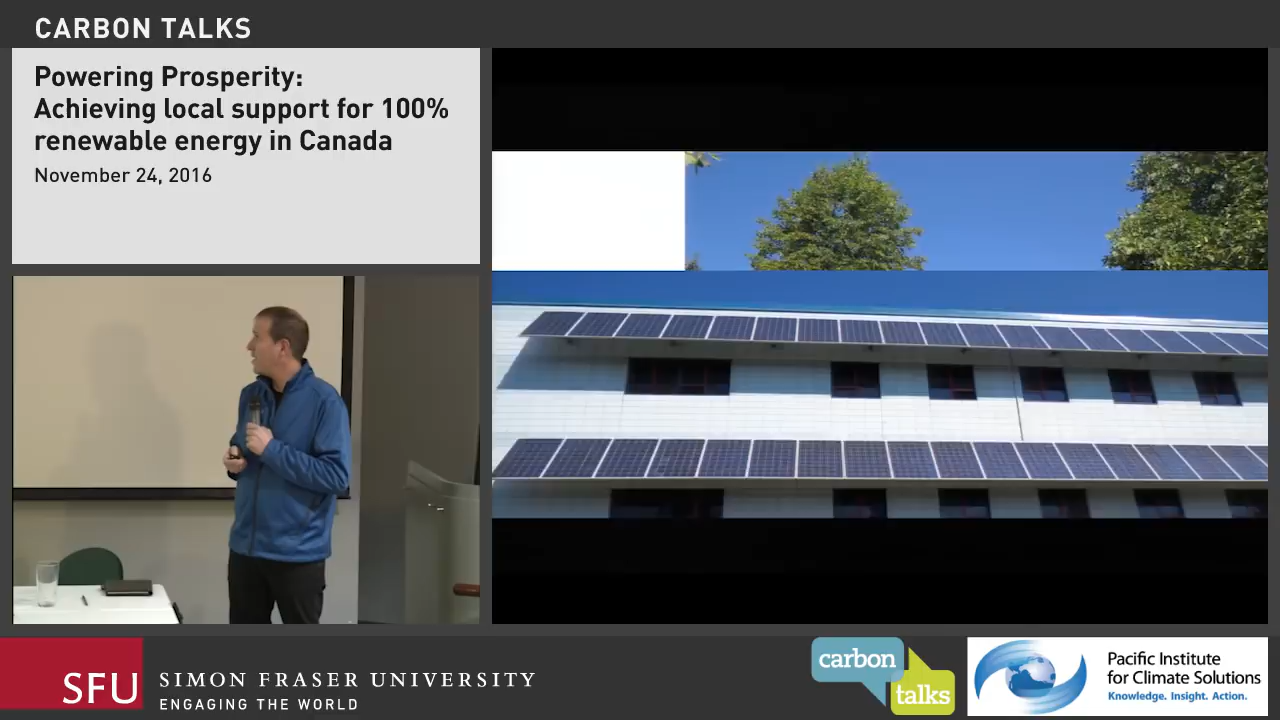 CARBON TALKS
Powering Prosperity:
Achieving local support for 100%
renewable energy in Canada
November 24, 2016
SFU
SIMON FRASER UNIVERSITY
ENGAGING THE WORLD
carbon
talks
Pacific Institute
for Climate Solutions
Knowledge. Insight. Action.